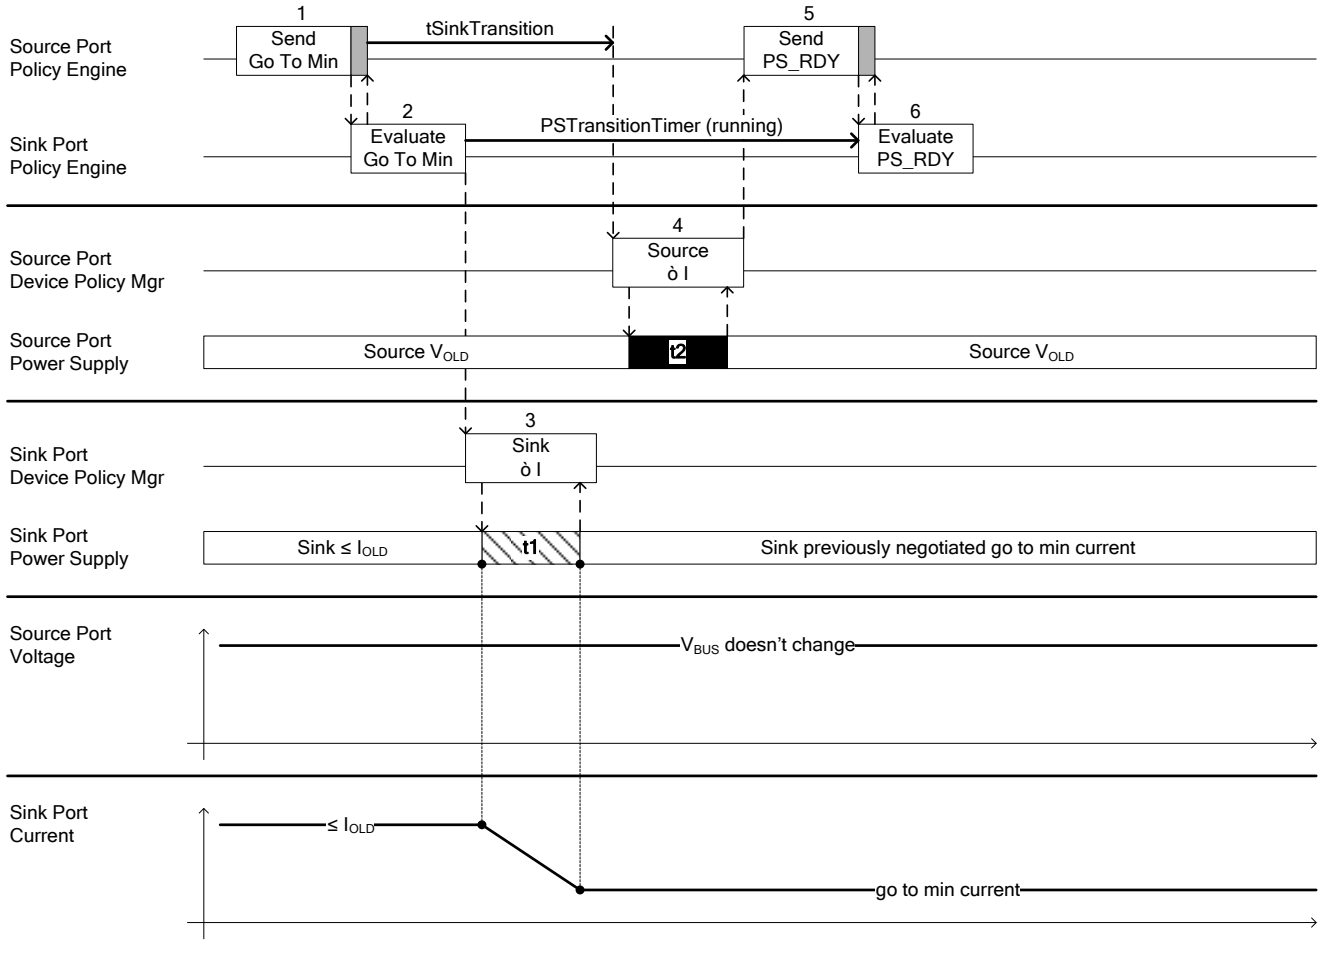 1
5
Source Port
Policy Engine
Send
Go To Min
tSinkTransition
Send
PS_RDY
2
6
Sink Port
Policy Engine
Evaluate
Go To Min
PSTransitionTimer (running)
Evaluate
PS_RDY
4
Source Port
Device Policy Mgr
Source
ò I
Source Port
Power Supply
Source VOLD
t2
Source VOLD
3
Sink Port
Device Policy Mgr
Sink
ò I
Sink Port
Power Supply
Sink ≤ IOLD
t1
Sink previously negotiated go to min current
Source Port
Voltage
VBUS doesn't change
Sink Port
Current
≤ IOLD
go to min current